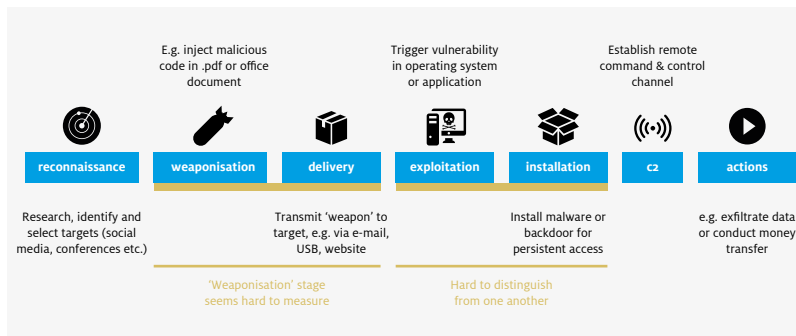 E.g. inject malicious
code in .pdf or office
document
Trigger vulnerability
in operating system
or application
Establish remote
command & control
channel
reconnaissance
weaponisation
delivery
exploitation
installation
c2
actions
Research, identify and
select targets (social
media, conferences etc.)
Transmit ‘weapon’ to
target, e.g. via e-mail,
USB, website
Install malware or
backdoor for
persistent access
e.g. exfiltrate data
or conduct money
transfer
‘Weaponisation’ stage
seems hard to measure
Hard to distinguish
from one another